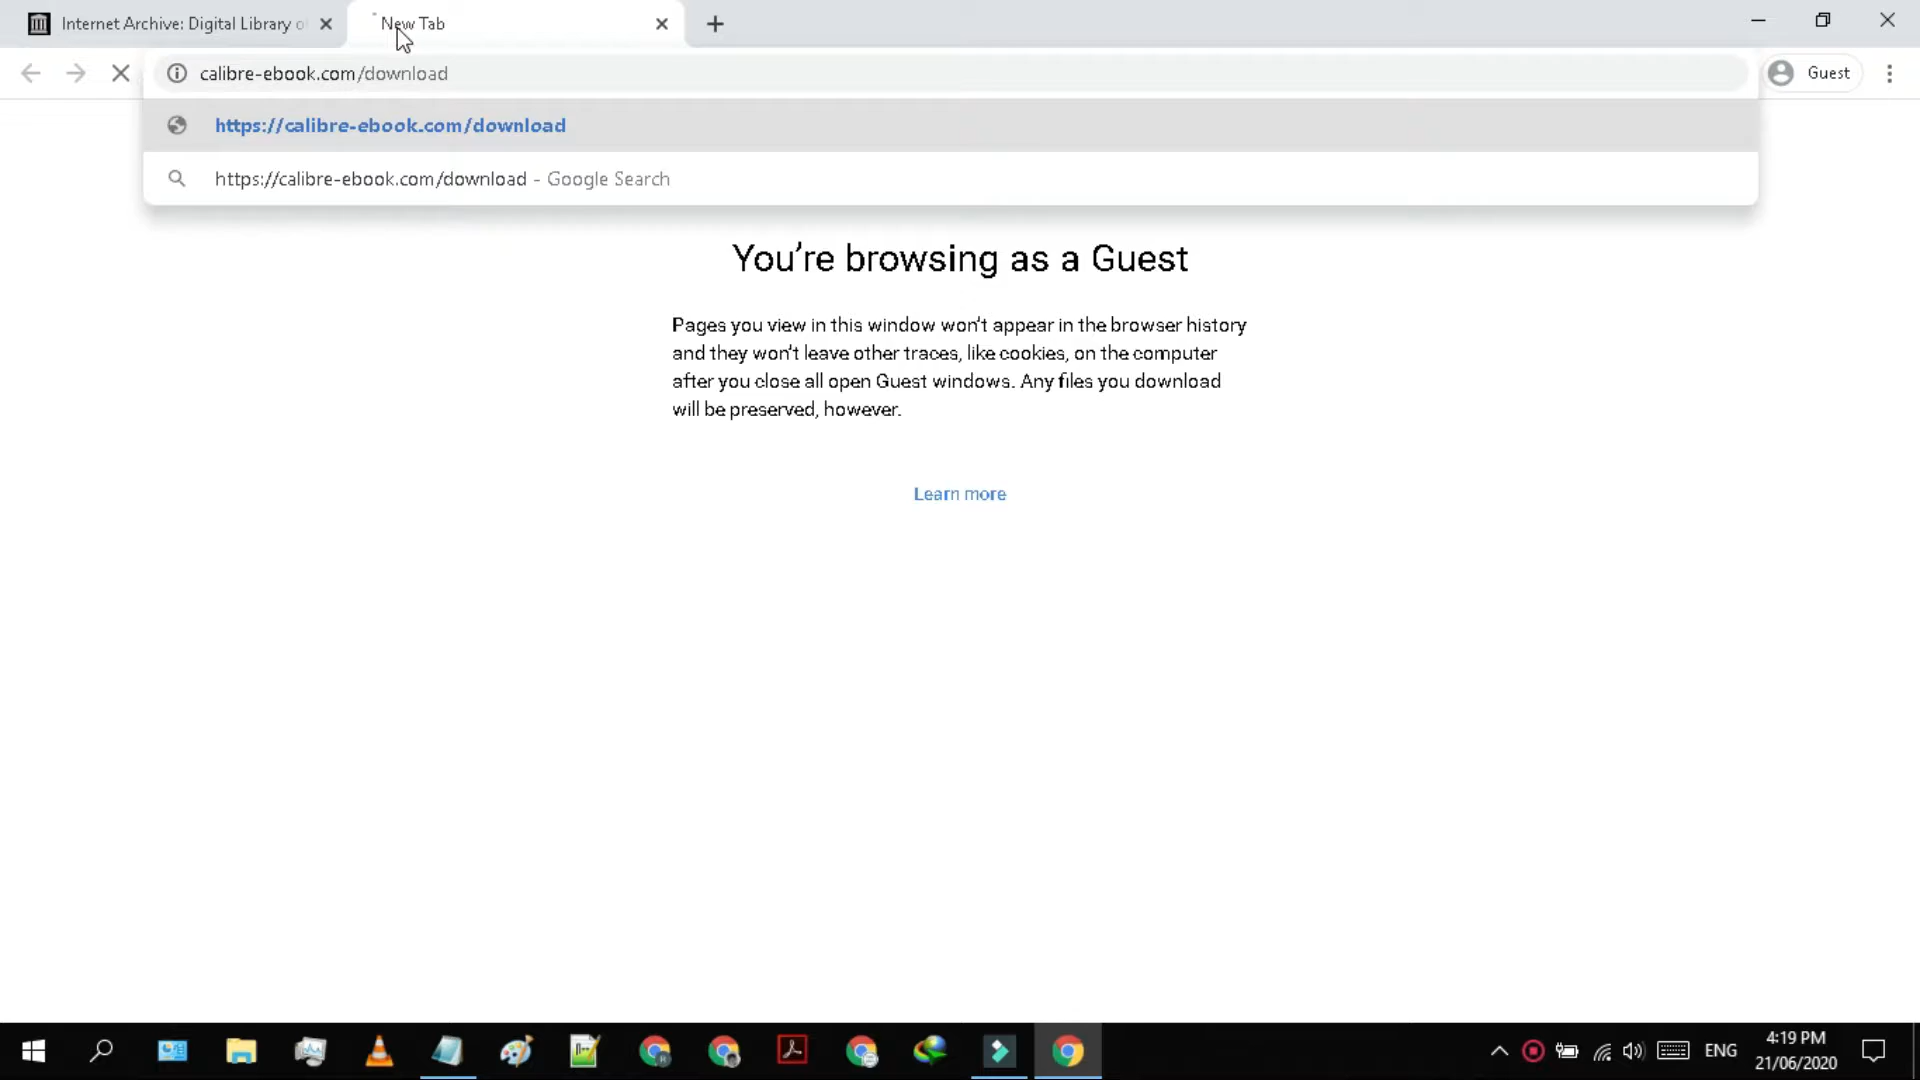 Internet Archive: Digital Library o
New Tab
calibre-ebook.com/download
Guest
https://calibre-ebook.com/download
https://calibre-ebook.com/download - Google Search
You're browsing as a Guest
Pages you view in this window won't appear in the browser history
and they won't leave other traces, like cookies, on the computer
after you close all open Guest windows. Any files you download
will be preserved, however.
Learn more
ENG
4:19 PM
21/06/2020